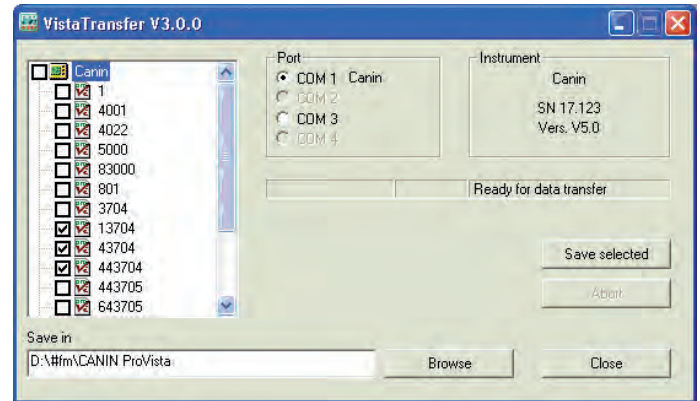 VistaTransfer V3.0.0
Canin
1
4001
4022
5000
83000
801
3704
13704
43704
443704
443705
643705
Port
COM 1 Canin
COM 2
COM 3
COM 4
Instrument
Canin
SN 17.123
Vers. V5.0
Ready for data transfer
Save selected
Abort
Save in
D:\#fm\CANIN ProVista
Browse
Close